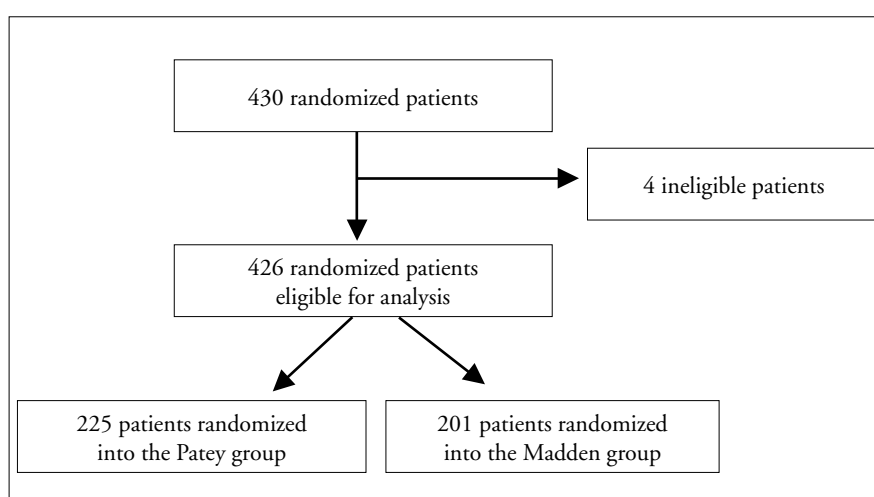 430 randomized patients
4 ineligible patients
426 randomized patients
eligible for analysis
225 patients randomized
into the Patey group
201 patients randomized
into the Madden group